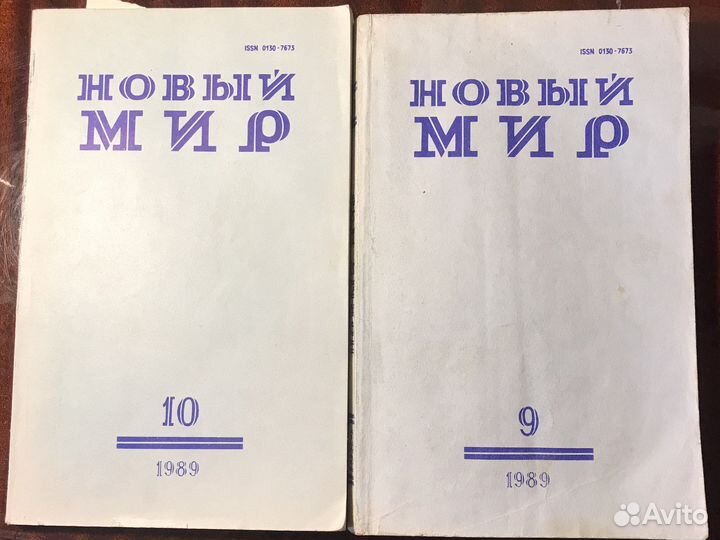 ISSN 0130-7673
НОВЫЙ
МИР
10
1989
ISSN 0130-7673
НОВЫЙ
МИР
9
1989
Avito